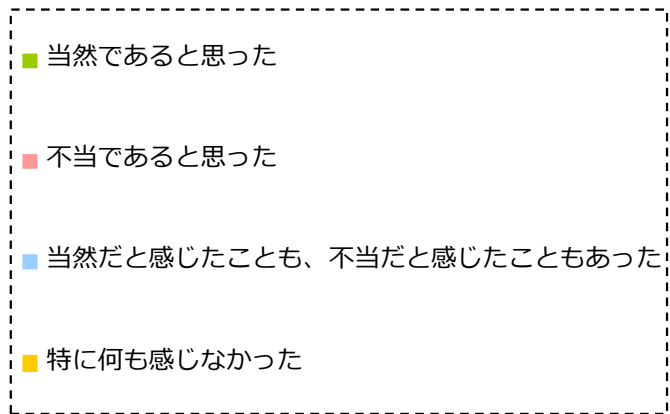 当然であると思った
不当であると思った
当然だと感じたことも、不当だと感じたこともあった
特に何も感じなかった